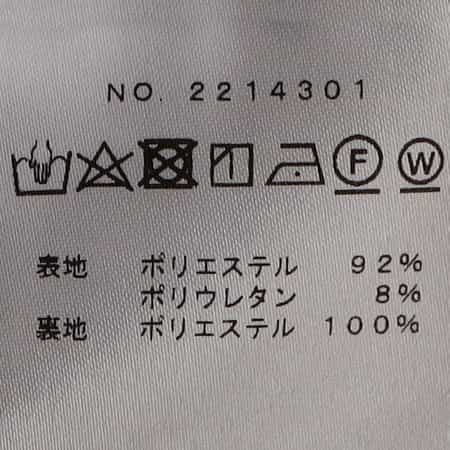 NO. 2214301
F W
表地 ポリエステル 92%
ポリウレタン 8%
裏地 ポリエステル 100%